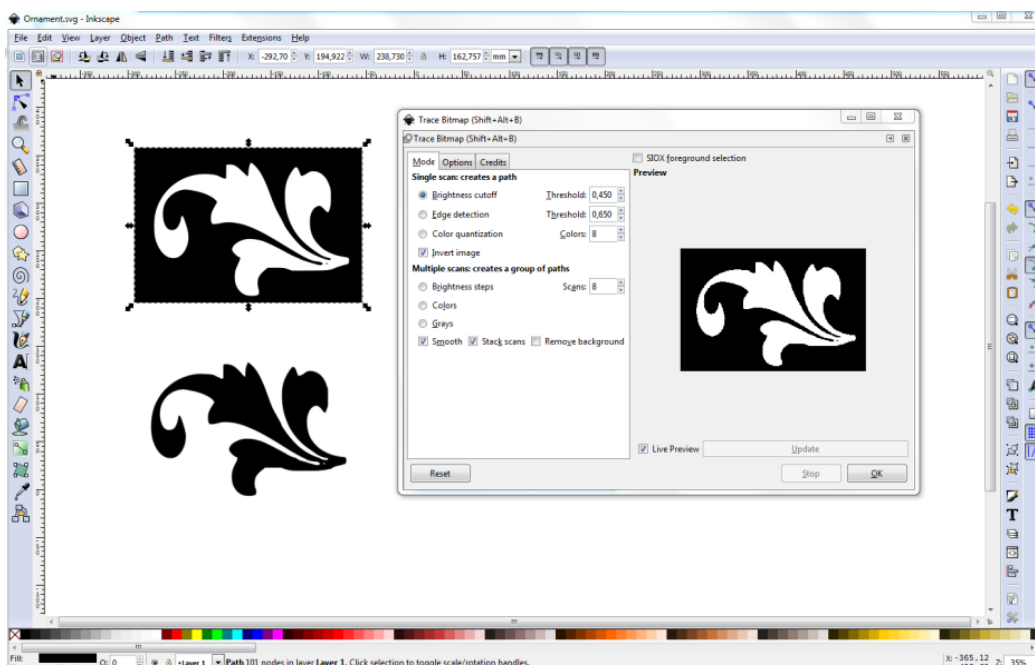 Ornament.svg - Inkscape
File Edit View Layer Object Path Text Filters Extensions Help
X: -292,70 Y: 194,922 W: 238,730 H: 162,757 mm
Trace Bitmap (Shift+Alt+B)
Trace Bitmap (Shift+Alt+B)
Mode Options Credits
SIOX foreground selection
Single scan: creates a path
Preview
Brightness cutoff Threshold: 0,450
Edge detection Threshold: 0,650
Color quantization Colors: 8
Invert image
Multiple scans: creates a group of paths
Brightness steps Scans: 8
Colors
Grays
Smooth Stack scans Remove background
Live Preview Update
Reset Stop OK
Fill: O: 0 Layer 1 Path 101 nodes in layer Layer 1. Click selection to toggle scale/rotation handles. X: -365,12 Z: 35%